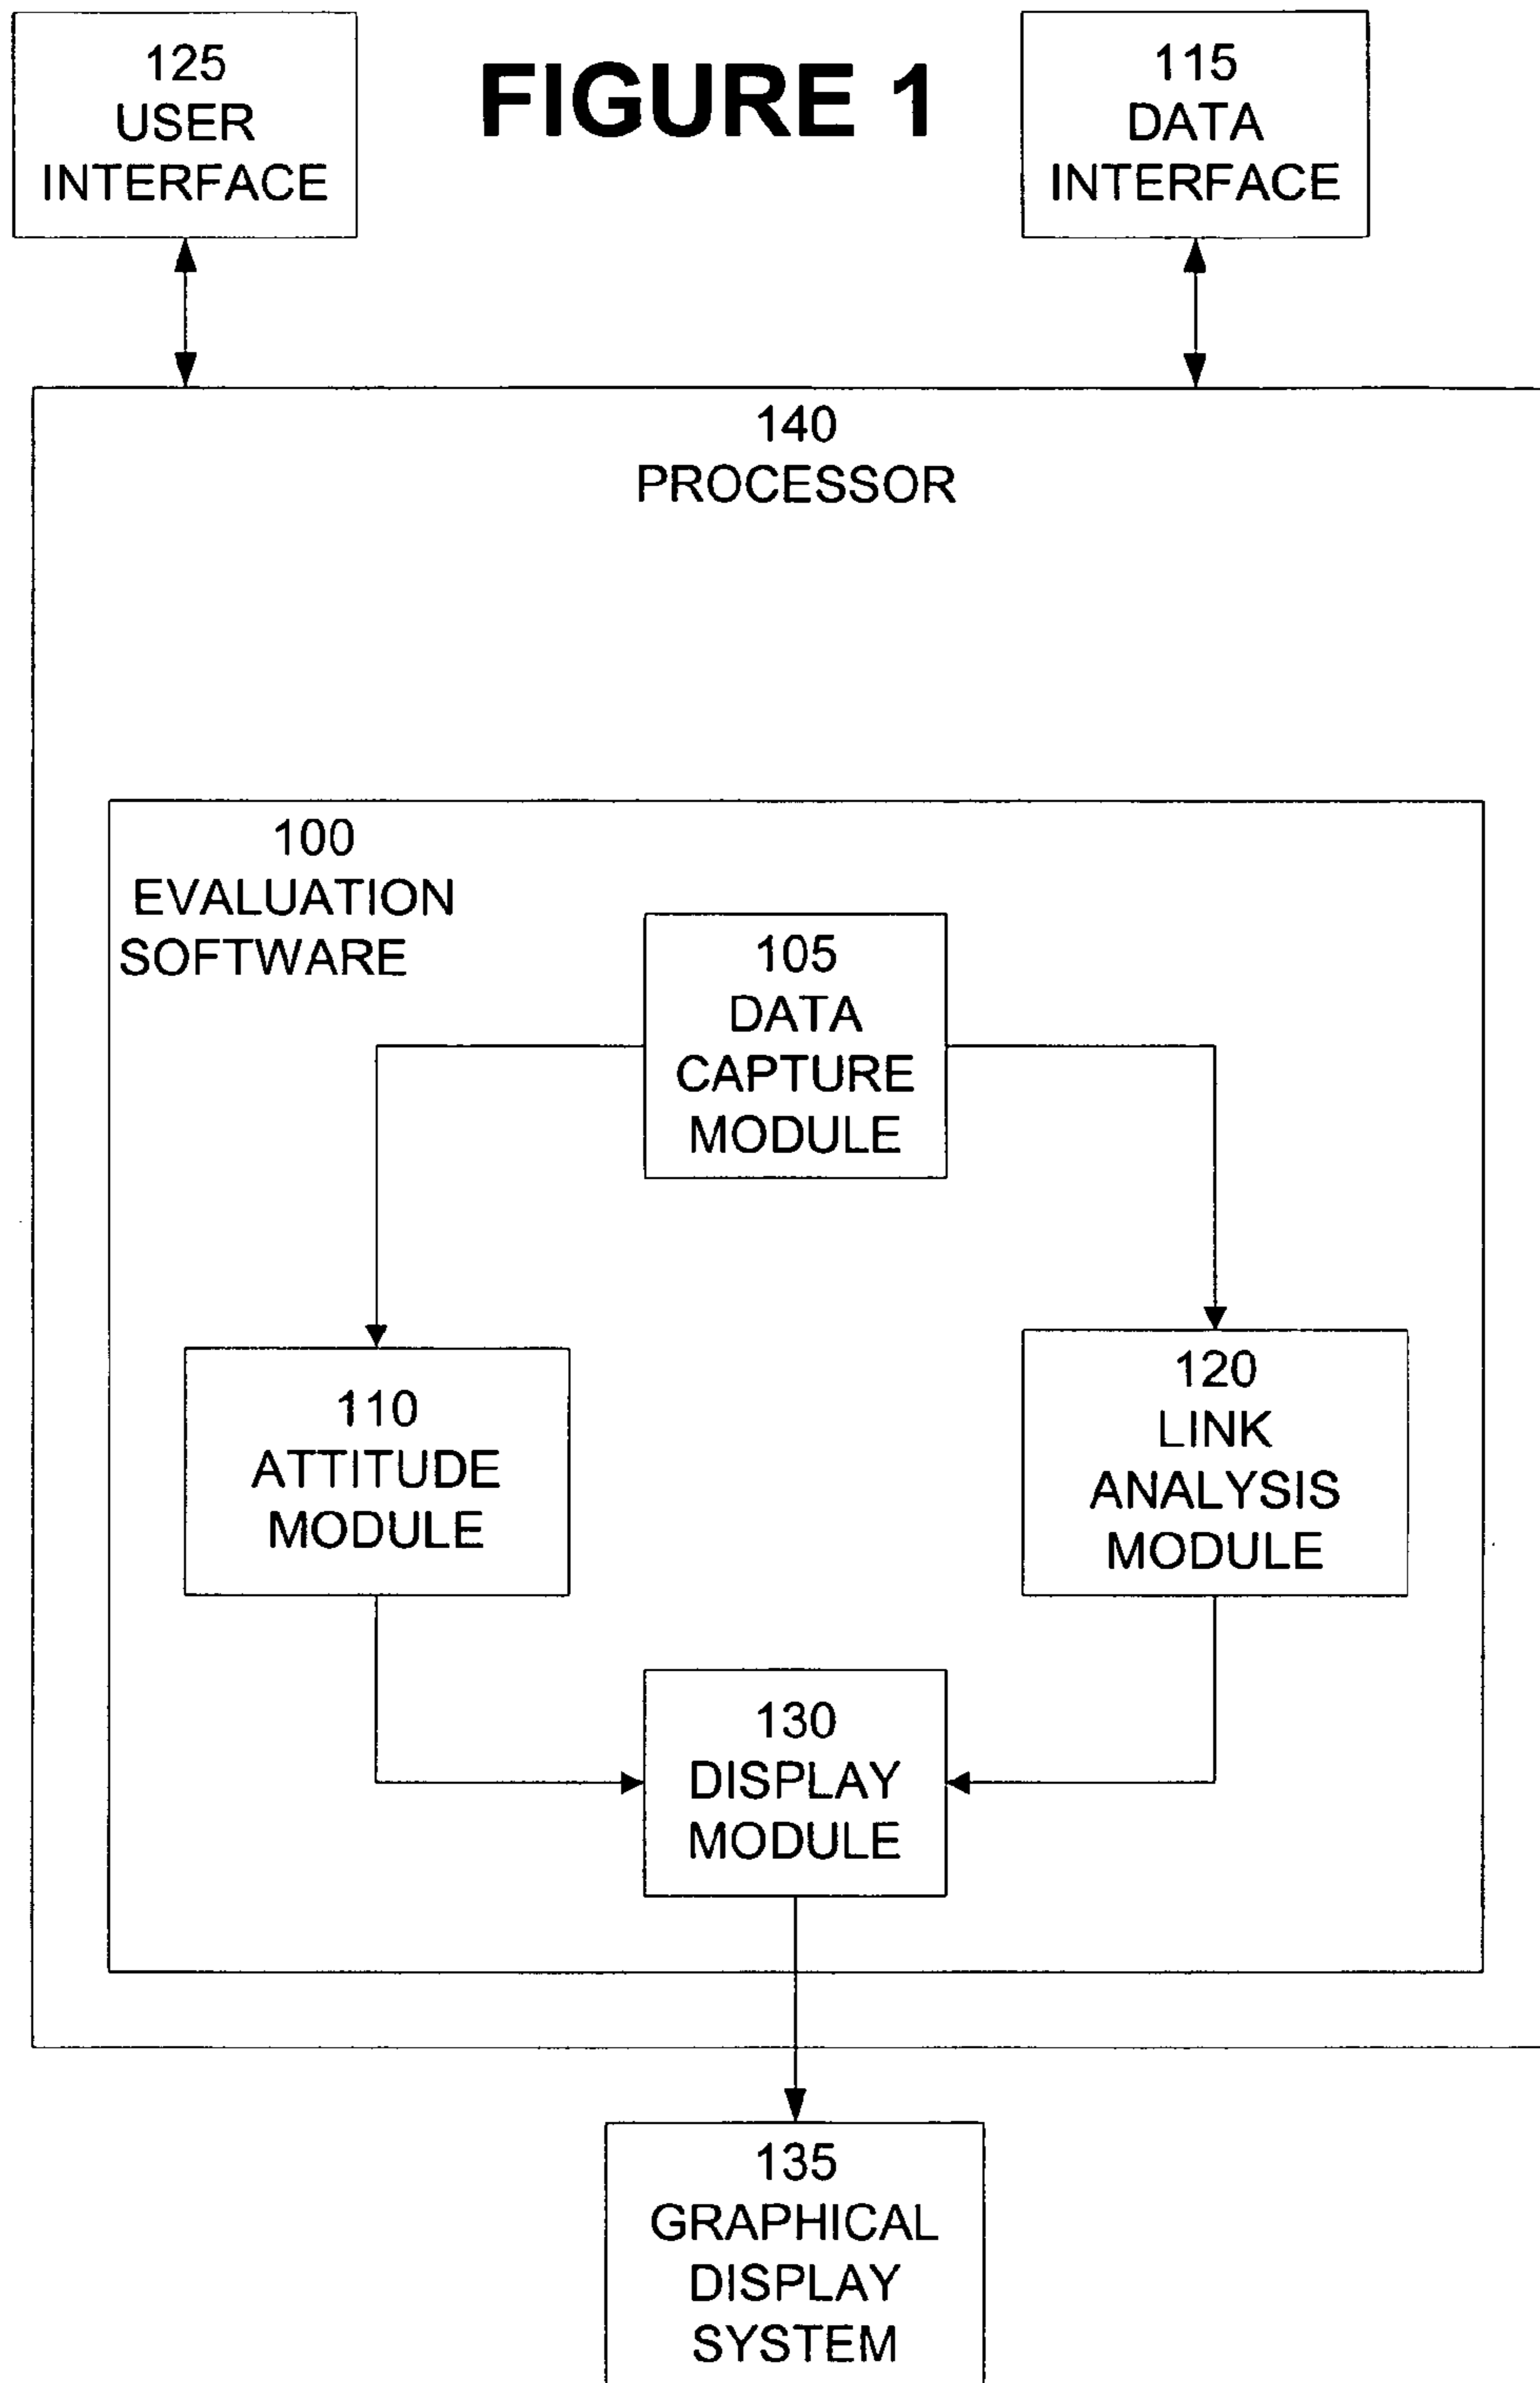 125
USER
INTERFACE
FIGURE 1
115
DATA
INTERFACE
140
PROCESSOR
100
EVALUATION
SOFTWARE
105
DATA
CAPTURE
MODULE
110
ATTITUDE
MODULE
120
LINK
ANALYSIS
MODULE
130
DISPLAY
MODULE
135
GRAPHICAL
DISPLAY
SYSTEM